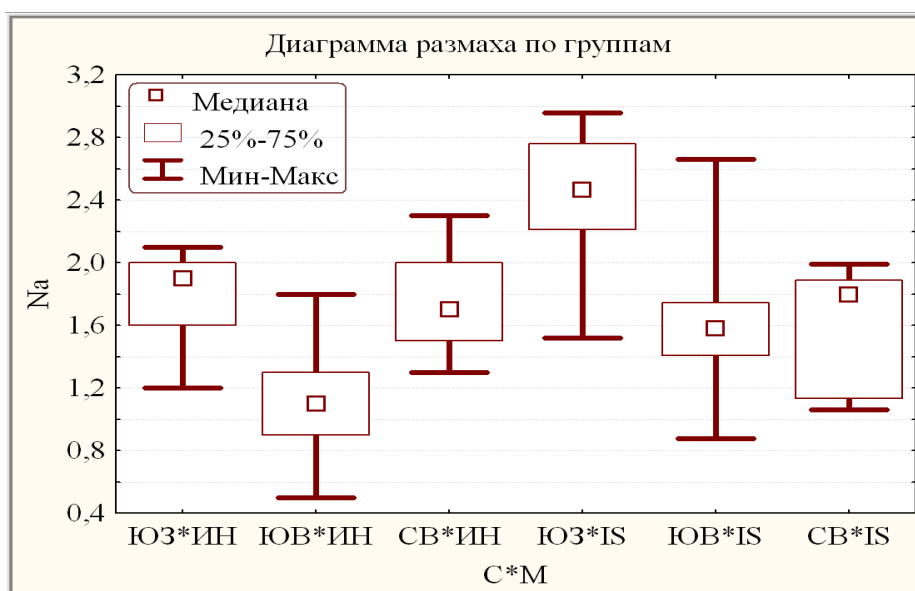 Диаграмма размаха по группам
3,2
2,8
2,4
2,0
1,6
1,2
0,8
0,4
Na
Медиана
25%-75%
Мин-Макс
ЮЗ*ИН ЮВ*ИН СВ*ИН ЮЗ*IS ЮВ*IS СВ*IS
С*М